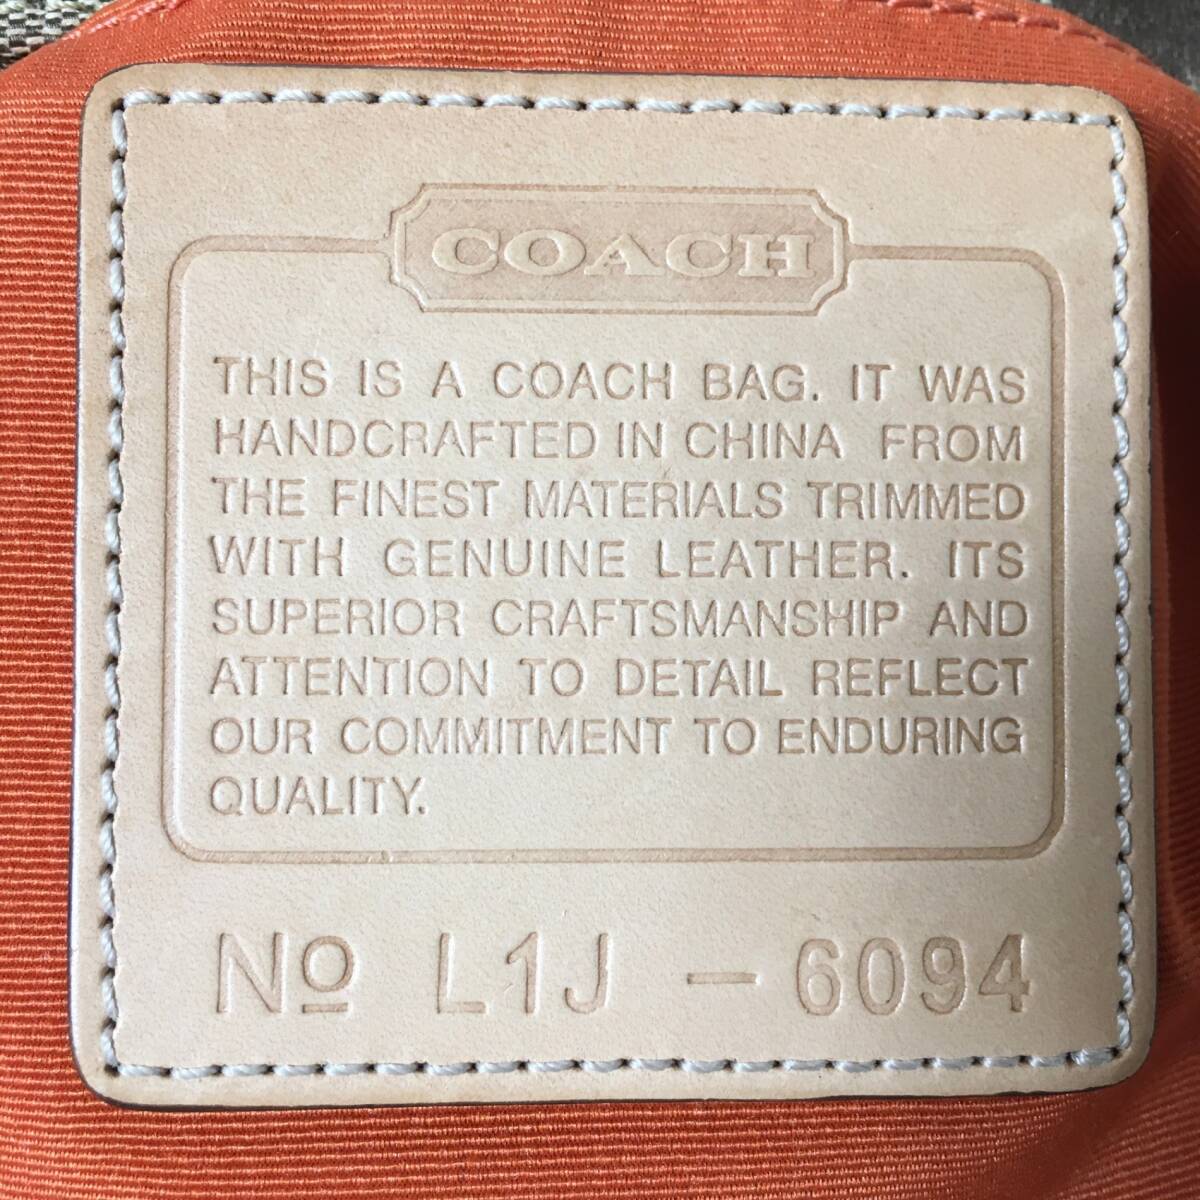 COACH
THIS IS A COACH BAG. IT WAS
HANDCRAFTED IN CHINA FROM
THE FINEST MATERIALS TRIMMED
WITH GENUINE LEATHER. ITS
SUPERIOR CRAFTSMANSHIP AND
ATTENTION TO DETAIL REFLECT
OUR COMMITMENT TO ENDURING
QUALITY.
Nº L1J – 6094